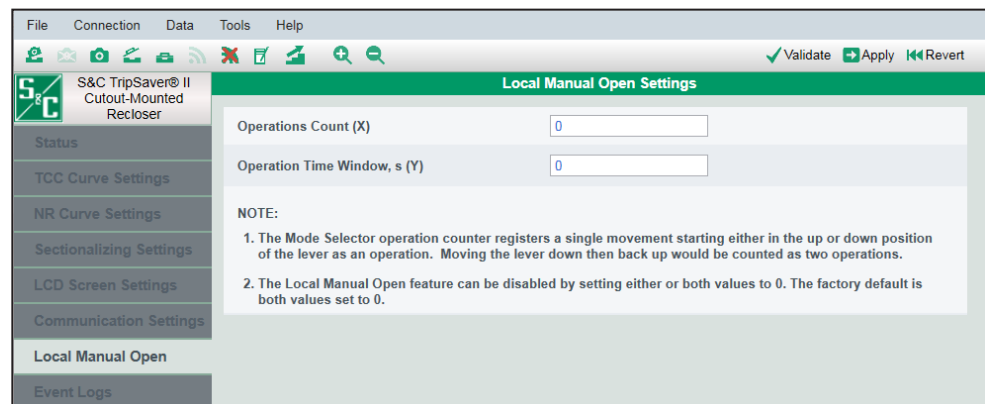 File Connection Data Tools Help
Validate Apply Revert
S&C
S&C TripSaver® II
Cutout-Mounted
Recloser
Status
TCC Curve Settings
NR Curve Settings
Sectionalizing Settings
LCD Screen Settings
Communication Settings
Local Manual Open
Event Logs
Local Manual Open Settings
Operations Count (X) 0
Operation Time Window, s (Y) 0
NOTE:
1. The Mode Selector operation counter registers a single movement starting either in the up or down position
of the lever as an operation. Moving the lever down then back up would be counted as two operations.
2. The Local Manual Open feature can be disabled by setting either or both values to 0. The factory default is
both values set to 0.